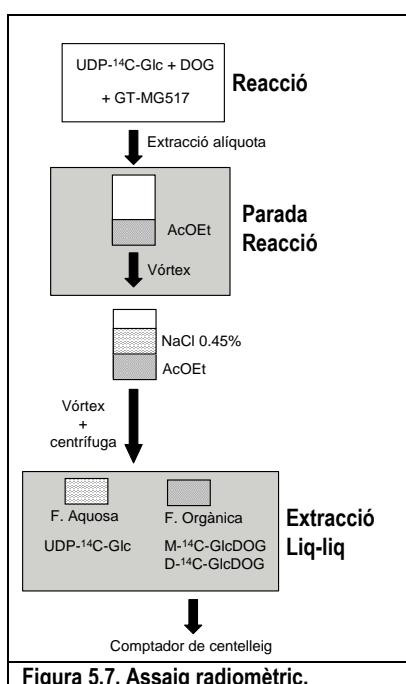 UDP-¹⁴C-Glc + DOG
+ GT-MG517
Reacció
Extracció alíquota
AcOEt
Parada
Reacció
Vórtex
NaCl 0.45%
AcOEt
Vórtex
+
centrífuga
F. Aquosa
F. Orgànica
UDP-¹⁴C-Glc
M-¹⁴C-GlcDOG
D-¹⁴C-GlcDOG
Extracció
Liq-liq
Comptador de centelleig
Figura 5.7. Assaig radiomètric.